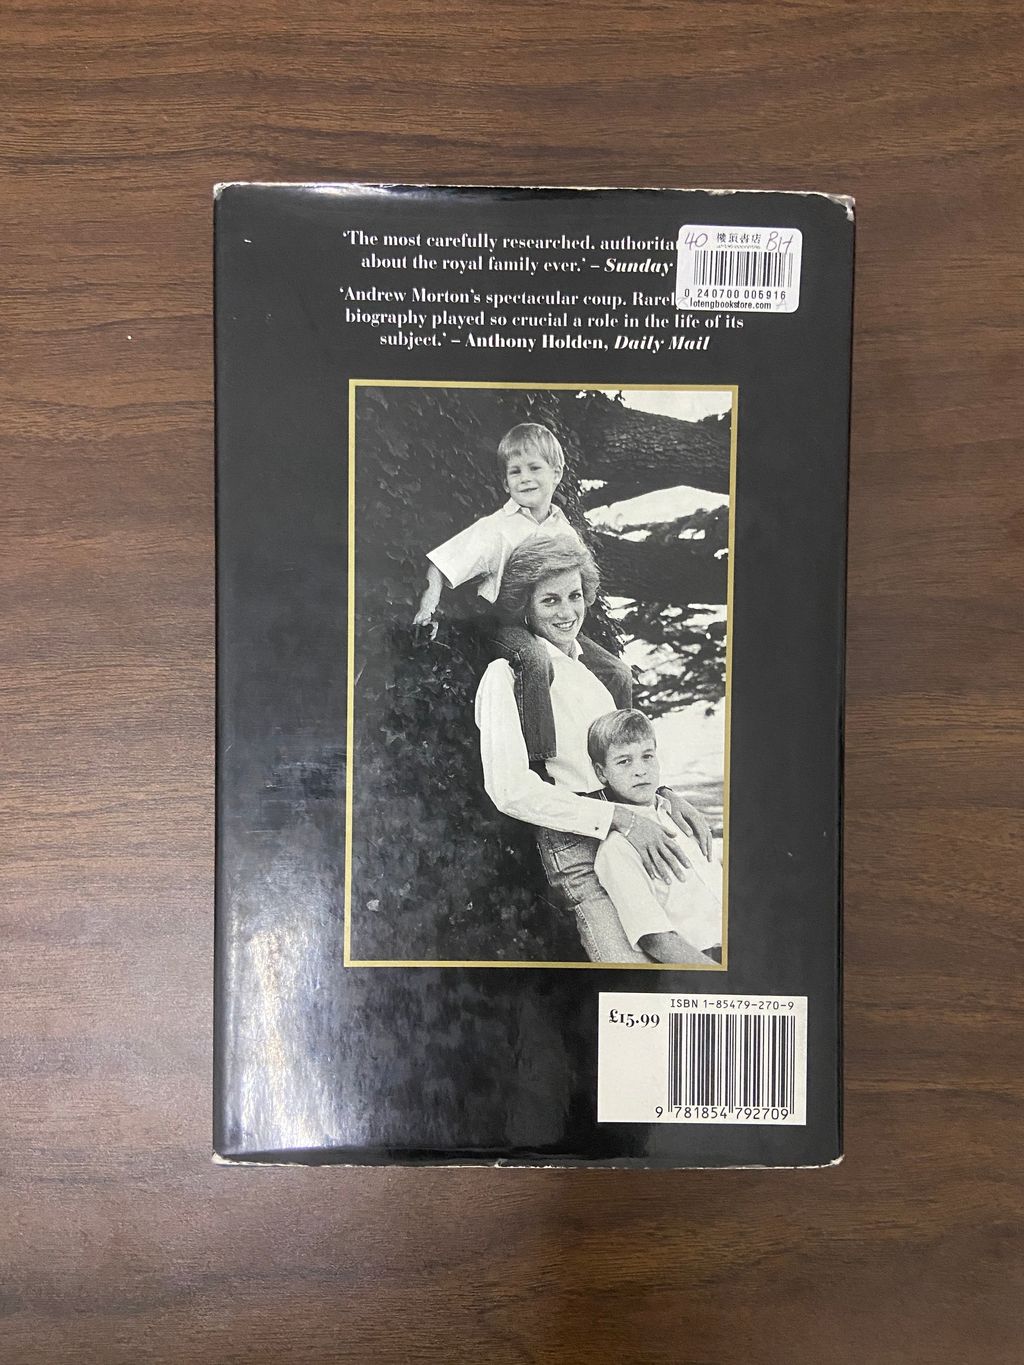 'The most carefully researched, authoritat
about the royal family ever.' – Sunday
'Andrew Morton's spectacular coup. Rarel
biography played so crucial a role in the life of its
subject.' – Anthony Holden, Daily Mail
40 樓頂書店 B17
0 240700 005916
lotengbookstore.com
ISBN 1-85479-270-9
£15.99
9 781854 792709